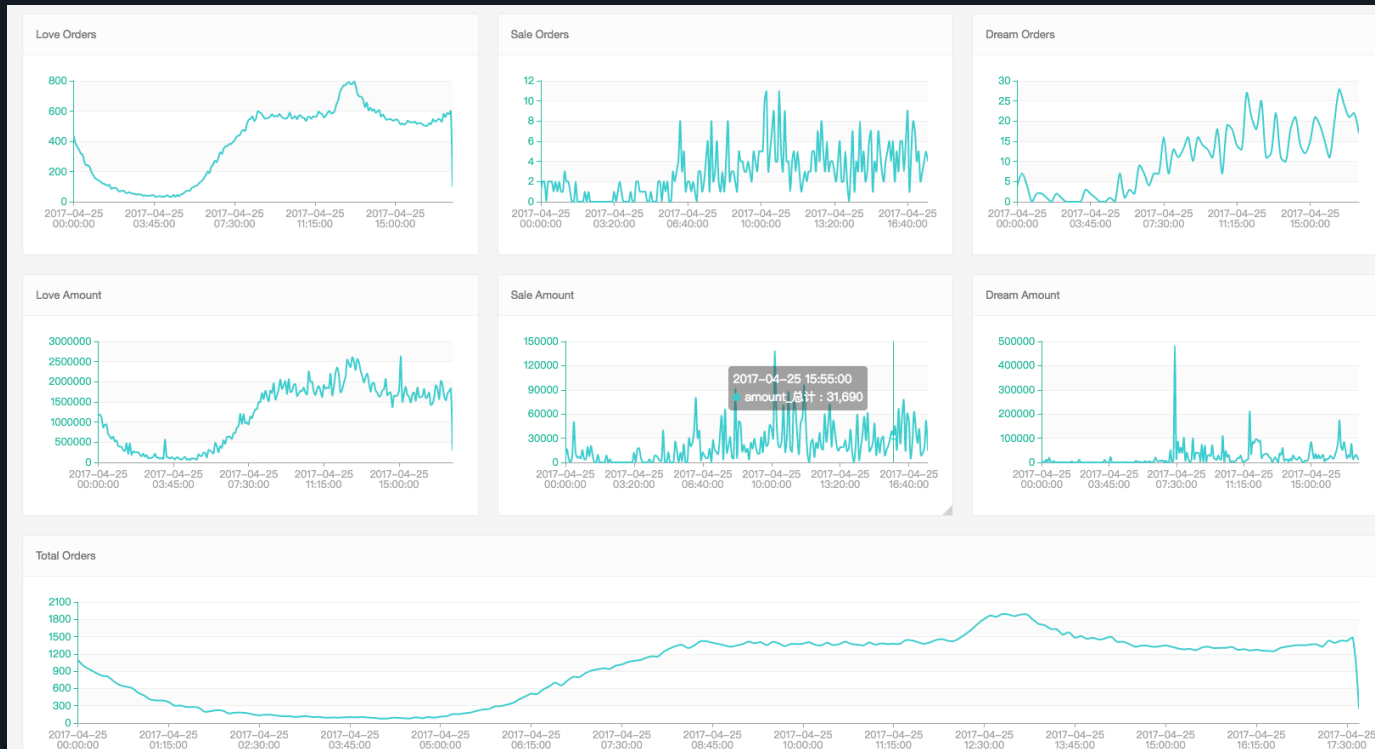 Love Orders
800
600
400
200
0
2017-04-25 2017-04-25 2017-04-25 2017-04-25 2017-04-25
00:00:00 03:45:00 07:30:00 11:15:00 15:00:00
Sale Orders
12
10
8
6
4
2
0
2017-04-25 2017-04-25 2017-04-25 2017-04-25 2017-04-25 2017-04-25
00:00:00 03:20:00 06:40:00 10:00:00 13:20:00 16:40:00
Dream Orders
30
25
20
15
10
5
0
2017-04-25 2017-04-25 2017-04-25 2017-04-25 2017-04-25
00:00:00 03:45:00 07:30:00 11:15:00 15:00:00
Love Amount
3000000
2500000
2000000
1500000
1000000
500000
0
2017-04-25 2017-04-25 2017-04-25 2017-04-25 2017-04-25
00:00:00 03:45:00 07:30:00 11:15:00 15:00:00
Sale Amount
150000
120000
90000
60000
30000
0
2017-04-25 15:55:00
amount_总计 : 31,690
2017-04-25 2017-04-25 2017-04-25 2017-04-25 2017-04-25 2017-04-25
00:00:00 03:20:00 06:40:00 10:00:00 13:20:00 16:40:00
Dream Amount
500000
400000
300000
200000
100000
0
2017-04-25 2017-04-25 2017-04-25 2017-04-25 2017-04-25
00:00:00 03:45:00 07:30:00 11:15:00 15:00:00
Total Orders
2100
1800
1500
1200
900
600
300
0
2017-04-25 2017-04-25 2017-04-25 2017-04-25 2017-04-25 2017-04-25 2017-04-25 2017-04-25 2017-04-25 2017-04-25 2017-04-25 2017-04-25 2017-04-25 2017-04-25 2017-04-25
00:00:00 01:15:00 02:30:00 03:45:00 05:00:00 06:15:00 07:30:00 08:45:00 10:00:00 11:15:00 12:30:00 13:45:00 15:00:00 16:15:00 17:30:00